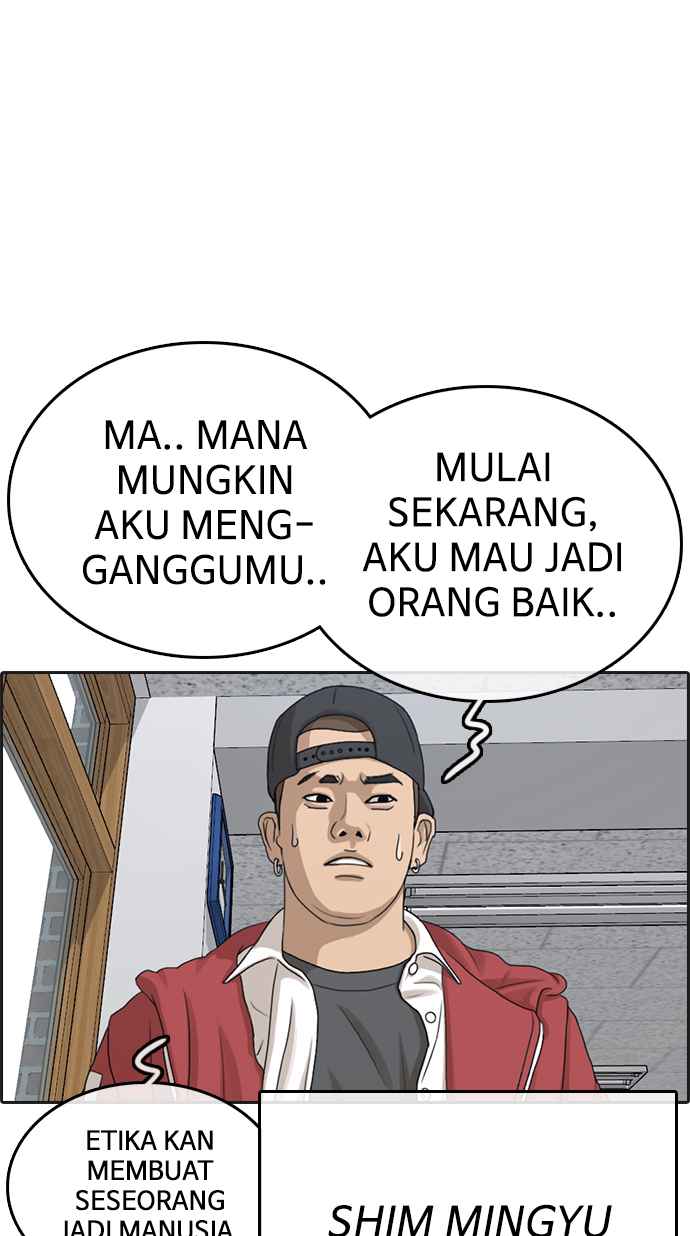 MA.. MANA
MUNGKIN
AKU MENG-
GANGGUMU..
MULAI
SEKARANG,
AKU MAU JADI
ORANG BAIK..
ETIKA KAN
MEMBUAT
SESEORANG
JADI MANUSIA
SHIM MINGYU